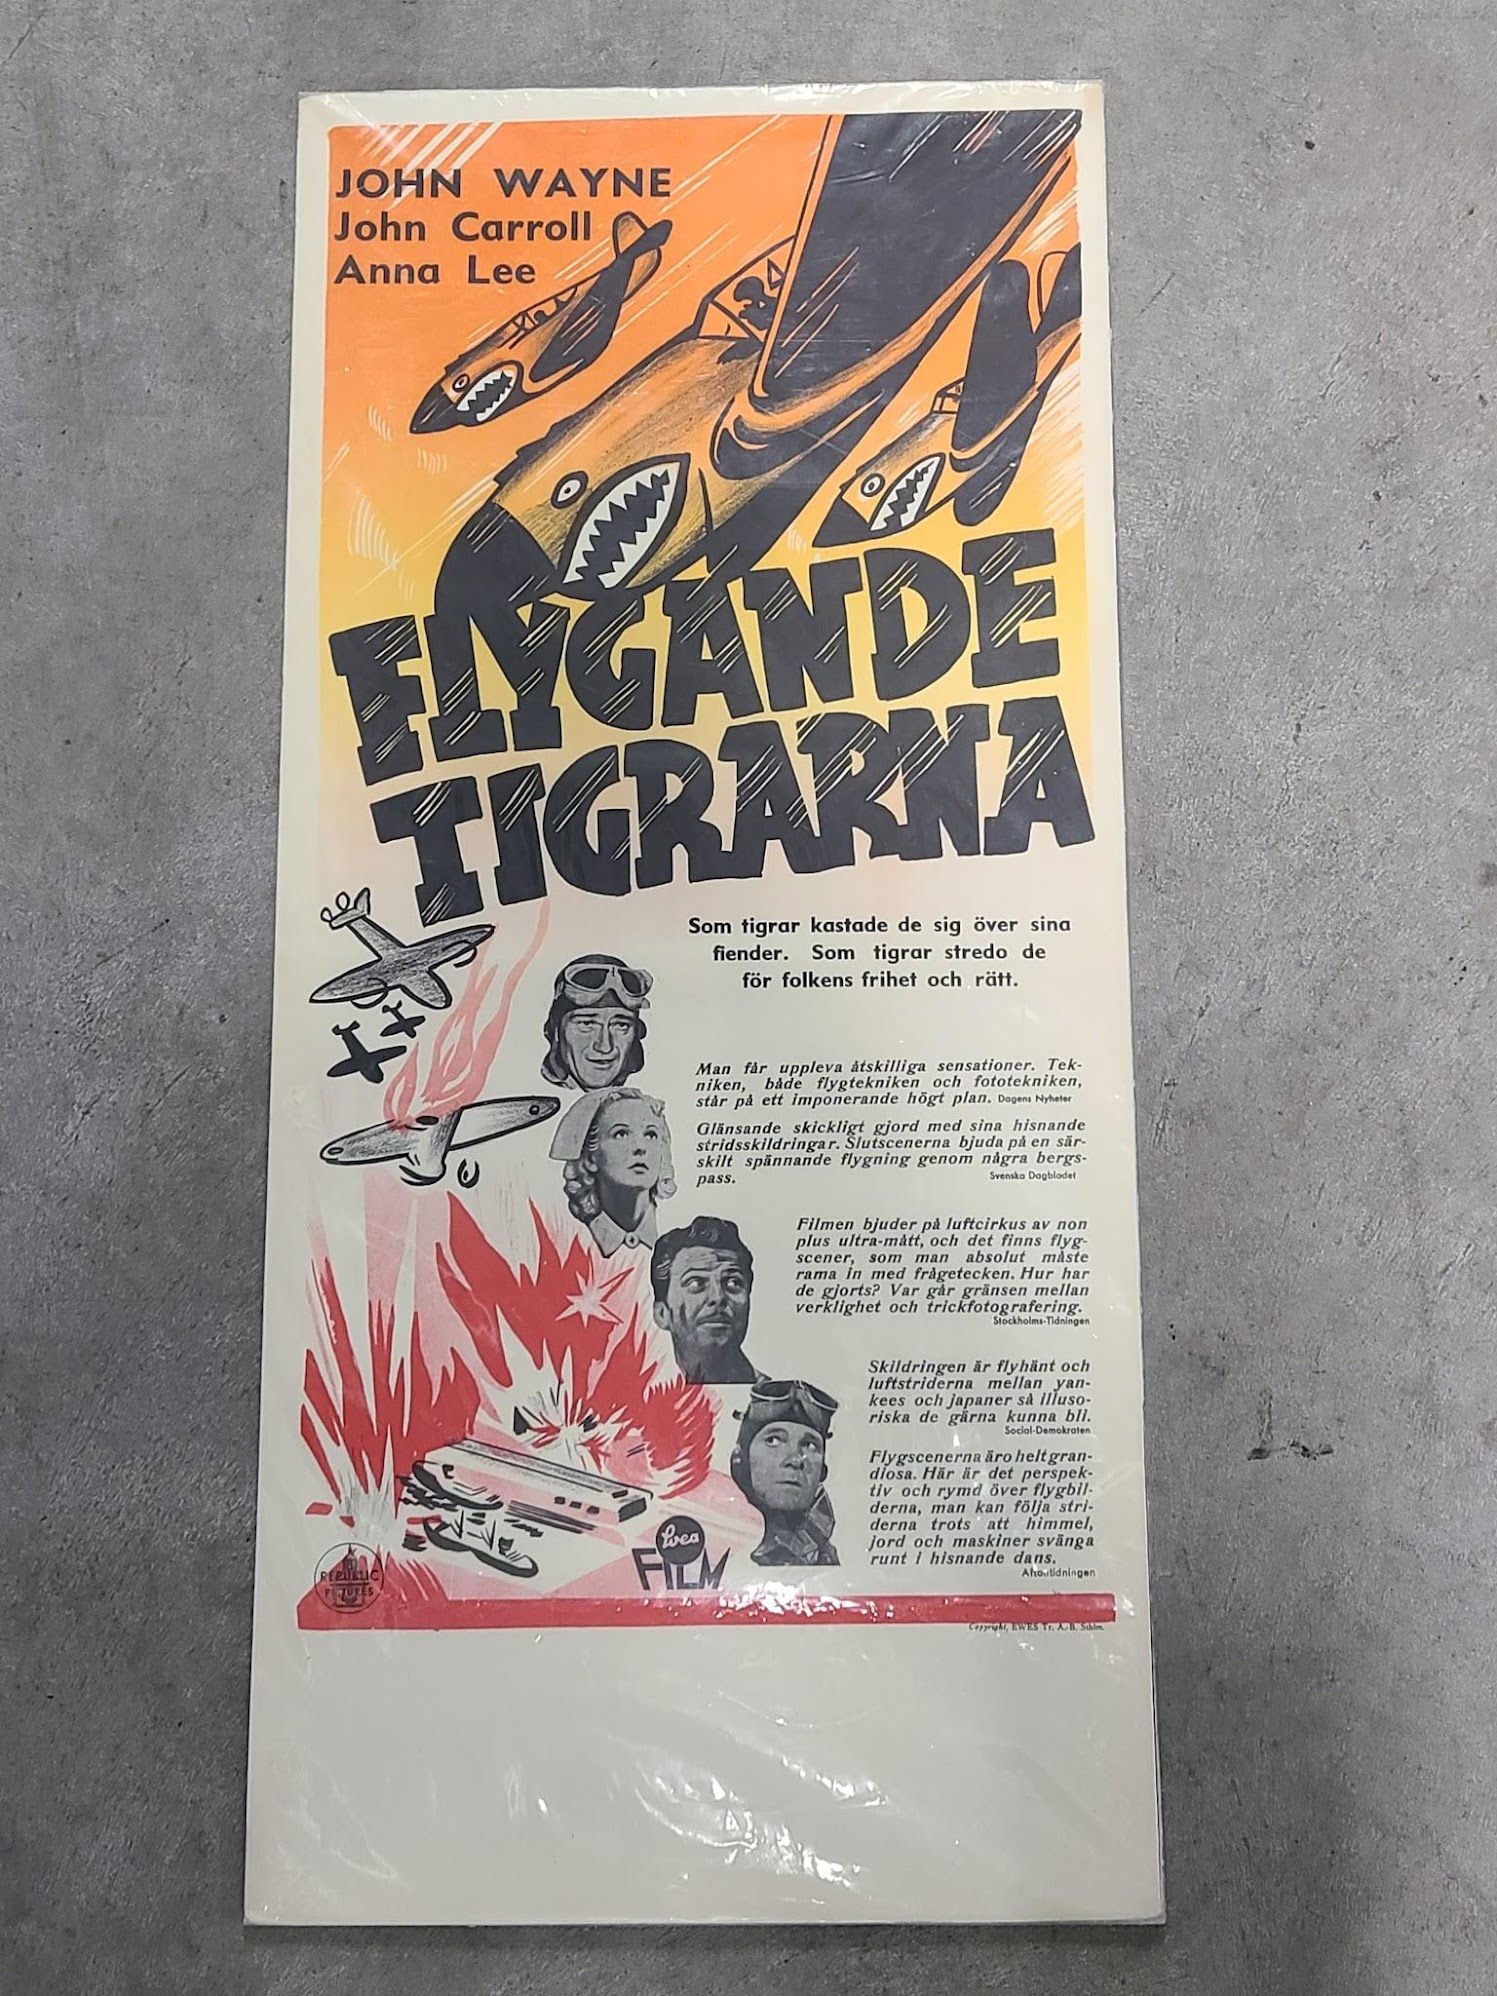 JOHN WAYNE
John Carroll
Anna Lee
FLYGANDE
TIGRARNA
Som tigrar kastade de sig över sina
fiender. Som tigrar stredo de
för folkens frihet och rätt.
Man får uppleva åtskilliga sensationer. Tek-
niken, både flygtekniken och fototekniken,
står på ett imponerande högt plan. Dagens Nyheter
Glänsande skickligt gjord med sina hisnande
stridsskildringar. Slutscenerna bjuda på en sär-
skilt spännande flygning genom några bergs-
pass. Svenska Dagbladet
Filmen bjuder på luftcirkus av non
plus ultra-mått, och det finns flyg-
scener, som man absolut måste
rama in med frågetecken. Hur har
de gjorts? Var går gränsen mellan
verklighet och trickfotografering.
Stockholms-Tidningen
Skildringen är flyhänt och
luftstriderna mellan yan-
kees och japaner så illuso-
riska de gärna kunna bli.
Social-Demokraten
Flygscenerna äro helt gran-
diosa. Här är det perspek-
tiv och rymd över flygbil-
derna, man kan följa stri-
derna trots att himmel,
jord och maskiner svänga
runt i hisnande dans.
Aftontidningen
Svea
FILM
REPUBLIC
PICTURES
Copyright, EWES Tr. A.-B. Sthlm.